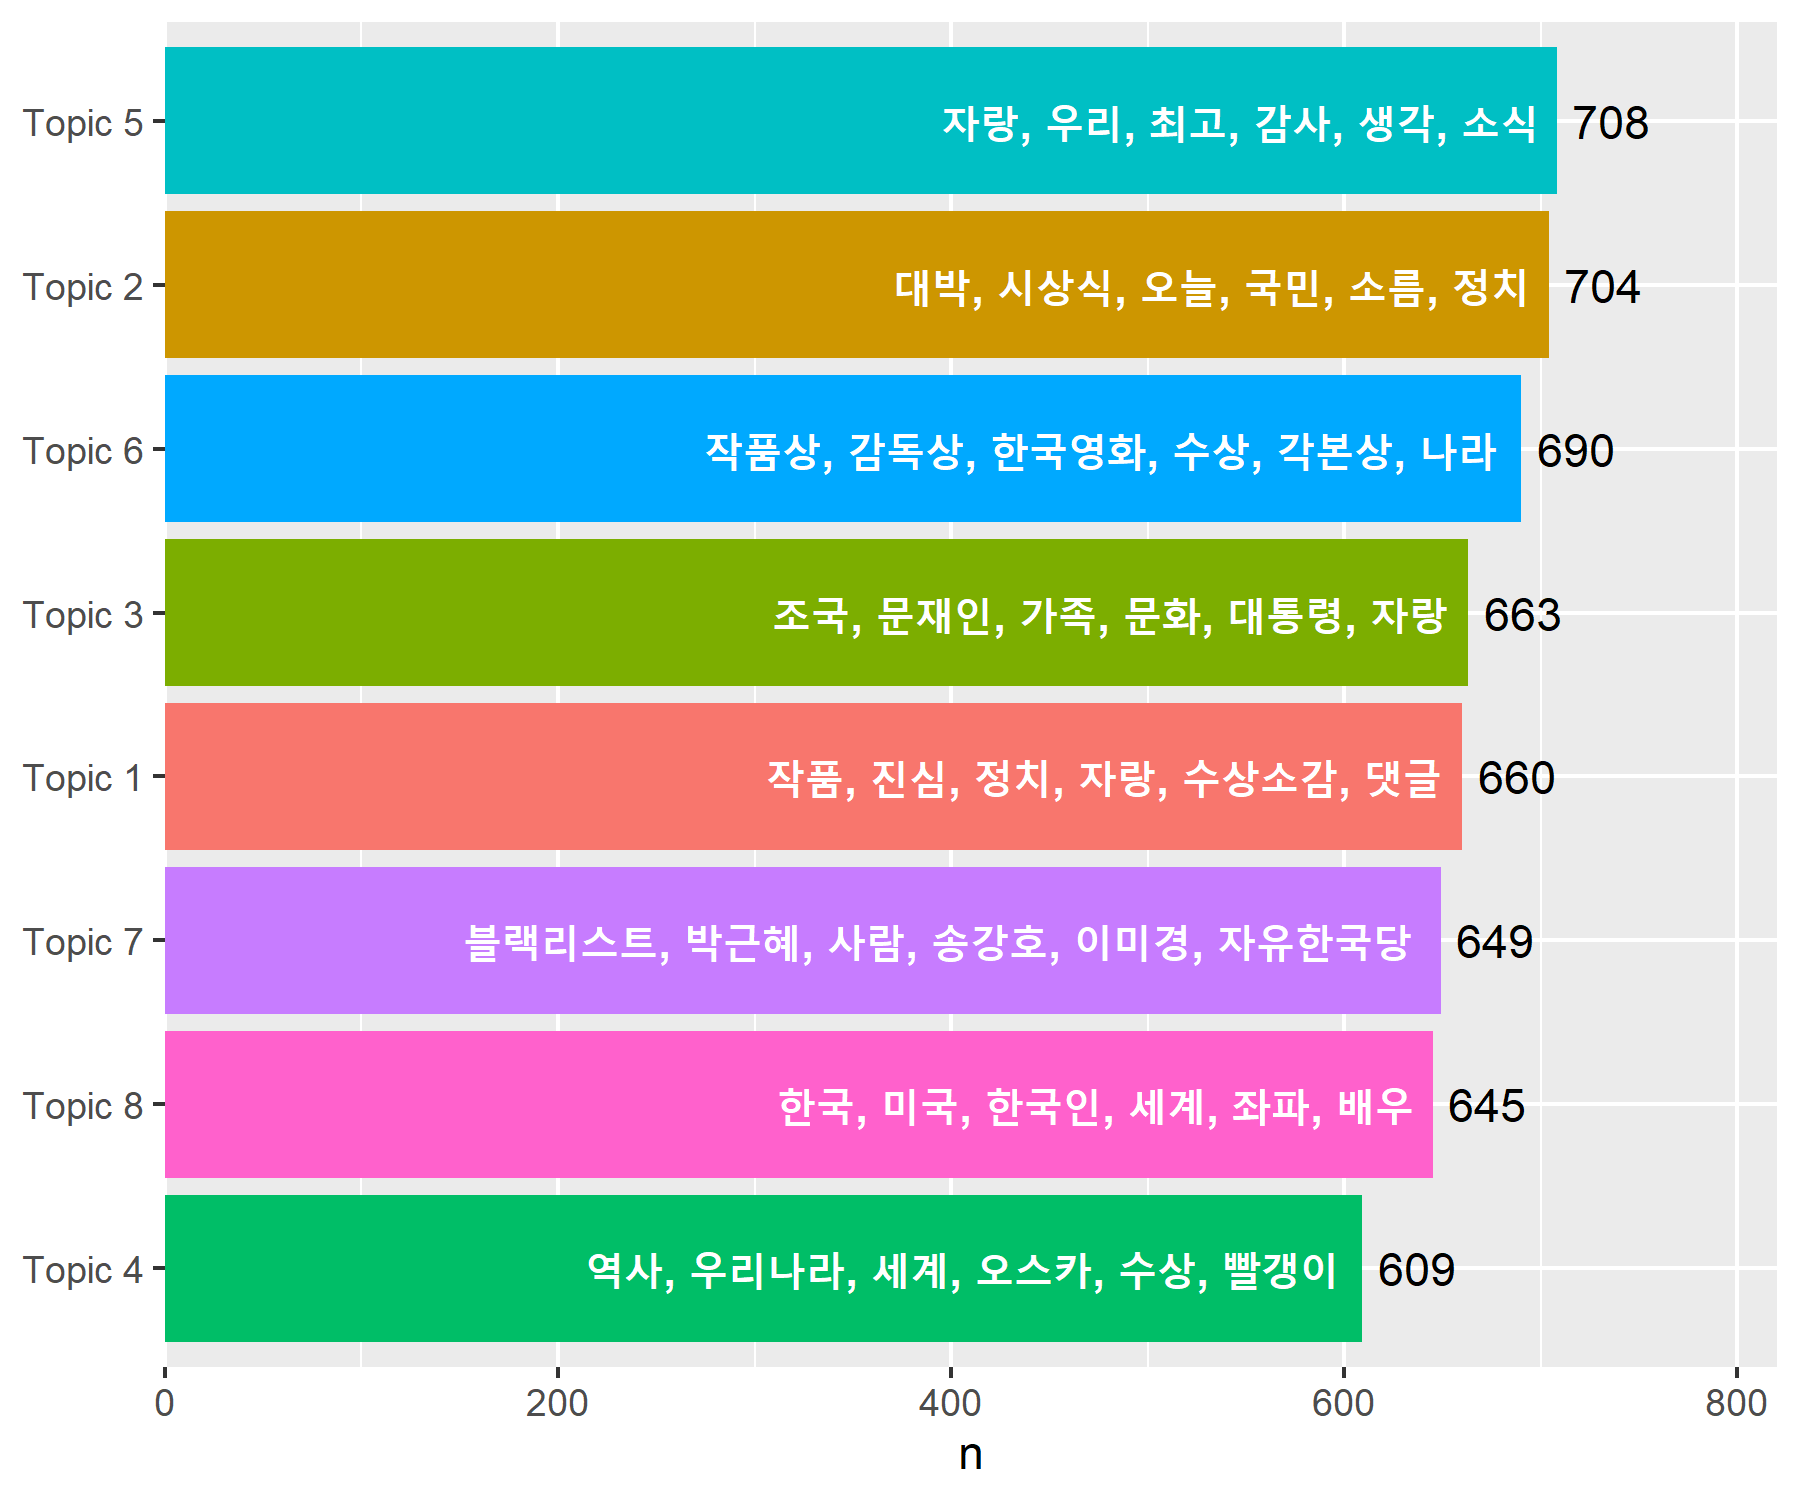 Topic 5 자랑, 우리, 최고, 감사, 생각, 소식 708
Topic 2 대박, 시상식, 오늘, 국민, 소름, 정치 704
Topic 6 작품상, 감독상, 한국영화, 수상, 각본상, 나라 690
Topic 3 조국, 문재인, 가족, 문화, 대통령, 자랑 663
Topic 1 작품, 진심, 정치, 자랑, 수상소감, 댓글 660
Topic 7 블랙리스트, 박근혜, 사람, 송강호, 이미경, 자유한국당 649
Topic 8 한국, 미국, 한국인, 세계, 좌파, 배우 645
Topic 4 역사, 우리나라, 세계, 오스카, 수상, 빨갱이 609
0 200 400 600 800
n